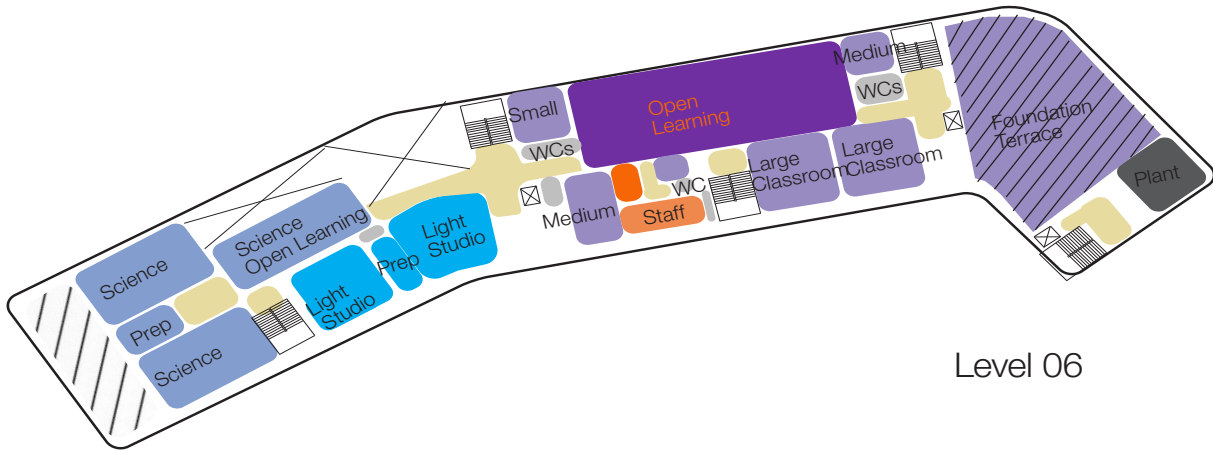 Small
WCs
Open
Learning
Medium
WCs
Foundation
Terrace
Plant
Large
Classroom
Large
Classroom
WC
Staff
Medium
Light
Studio
Prep
Light
Studio
Science
Open Learning
Science
Prep
Science
Level 06